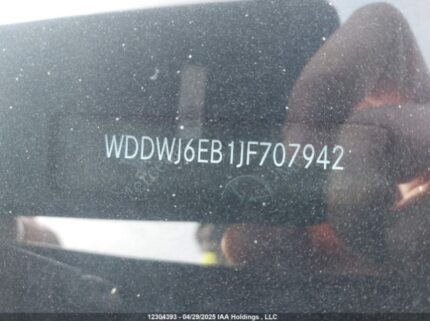 WDDWJ6EB1JF707942
12304393 - 04/29/2025 IAA Holdings , LLC